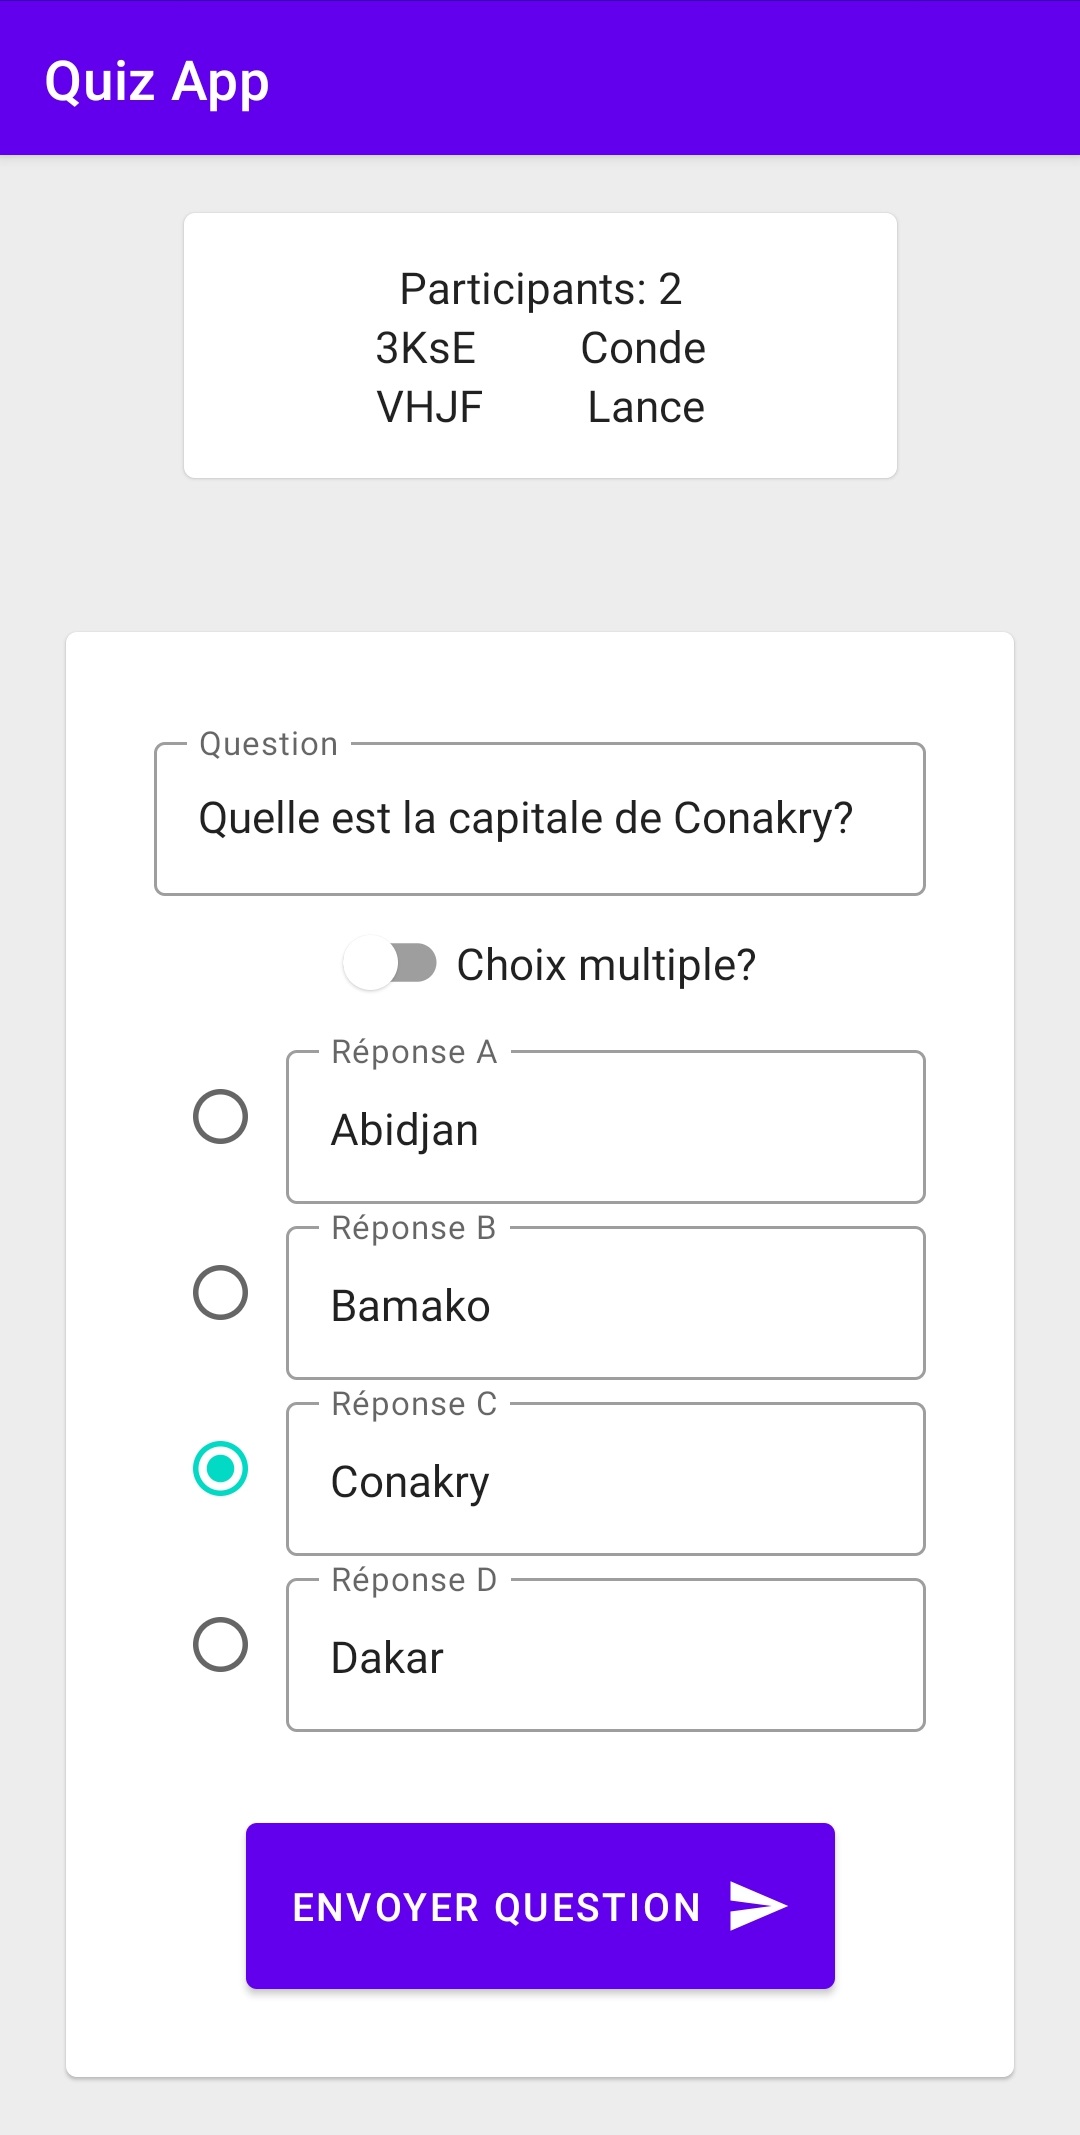 Quiz App
Participants: 2
3KsE Conde
VHJF Lance
Question
Quelle est la capitale de Conakry?
Choix multiple?
Réponse A
Abidjan
Réponse B
Bamako
Réponse C
Conakry
Réponse D
Dakar
ENVOYER QUESTION